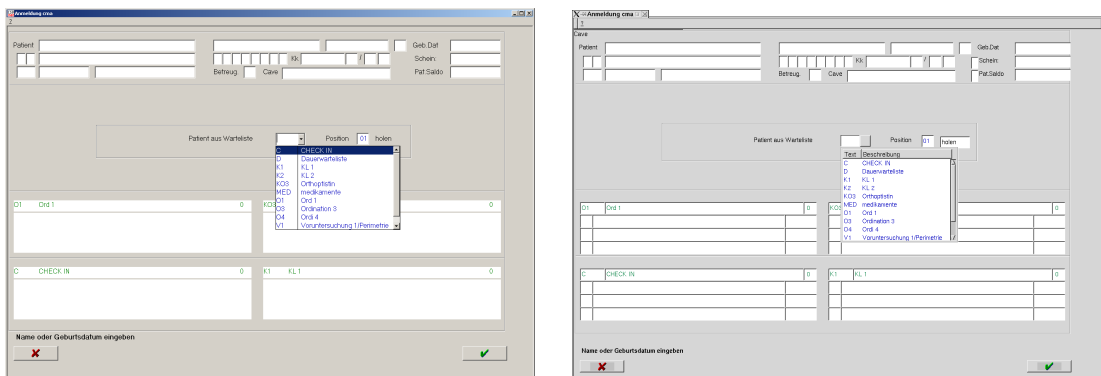 Anmeldung cma
?
Patient
Geb.Dat
Kk
/
Schein:
Betreug.
Cave
Pat.Saldo
Patient aus Warteliste
Position
01
holen
C CHECK IN
D Dauerwarteliste
K1 KL 1
K2 KL 2
KO3 Orthoptistin
MED medikamente
O1 Ord 1
O3 Ordination 3
O4 Ordi 4
V1 Voruntersuchung 1/Perimetrie
O1 Ord 1 0
KO3 0
C CHECK IN 0
K1 KL 1 0
Name oder Geburtsdatum eingeben
Anmeldung cma
?
Cave
Patient
Geb.Dat
Kk
/
Schein:
Betreug.
Cave
Pat.Saldo
Patient aus Warteliste
Position
01
holen
Text Beschreibung
C CHECK IN
D Dauerwarteliste
K1 KL 1
K2 KL 2
KO3 Orthoptistin
MED medikamente
O1 Ord 1
O3 Ordination 3
O4 Ordi 4
V1 Voruntersuchung 1/Perimetrie
O1 Ord 1 0
KO3 0
C CHECK IN 0
K1 KL 1 0
Name oder Geburtsdatum eingeben